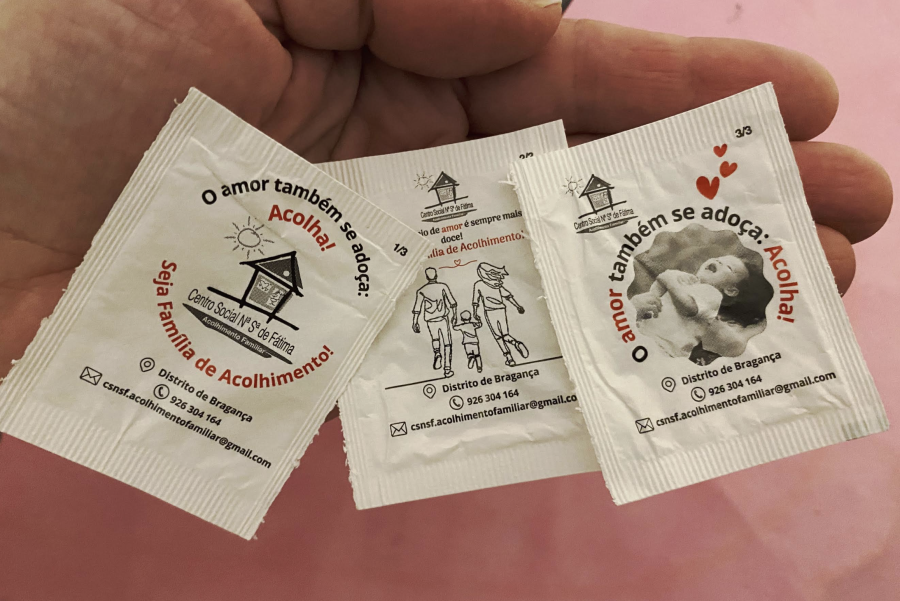 O amor também se adoça:
Acolha!
1/3
Centro Social Nª Sª de Fátima
Acolhimento Familiar
Seja Família de Acolhimento!
Distrito de Bragança
926 304 164
csnsf.acolhimentofamiliar@gmail.com
Centro Social Nª Sª de Fátima
de amor é sempre mais
doce!
de Acolhimento!
Distrito de Bragança
926 304 164
csnsf.acolhimentofamiliar@gmail.co
3/3
Centro Social Nª Sª de Fátima
O amor também se adoça: Acolha!
Distrito de Bragança
926 304 164
csnsf.acolhimentofamiliar@gmail.com